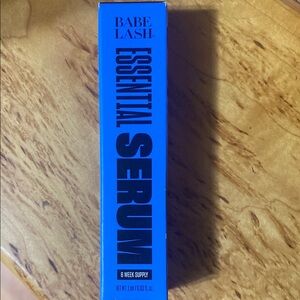 BABE
LASH
ESSENTIAL
SERUM
8 WEEK SUPPLY